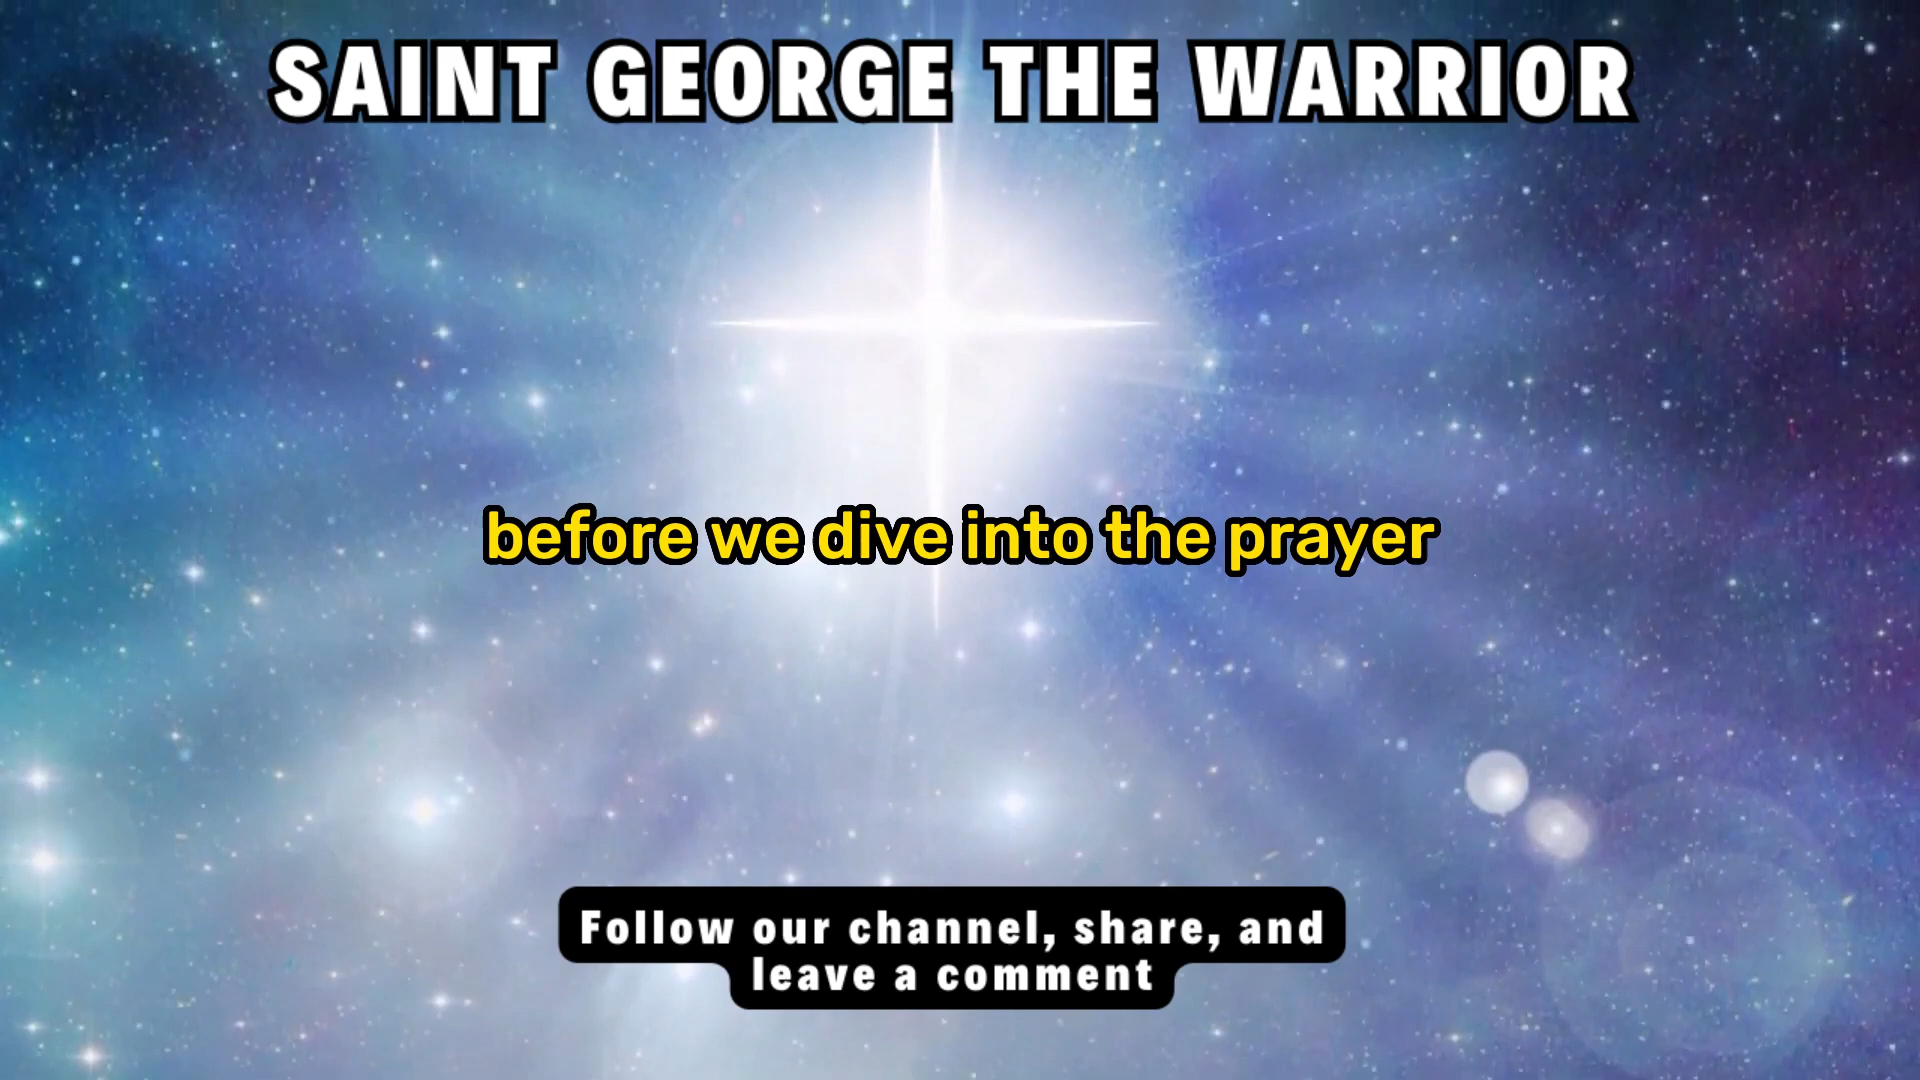 SAINT GEORGE THE WARRIOR
before we dive into the prayer
Follow our channel, share, and
leave a comment